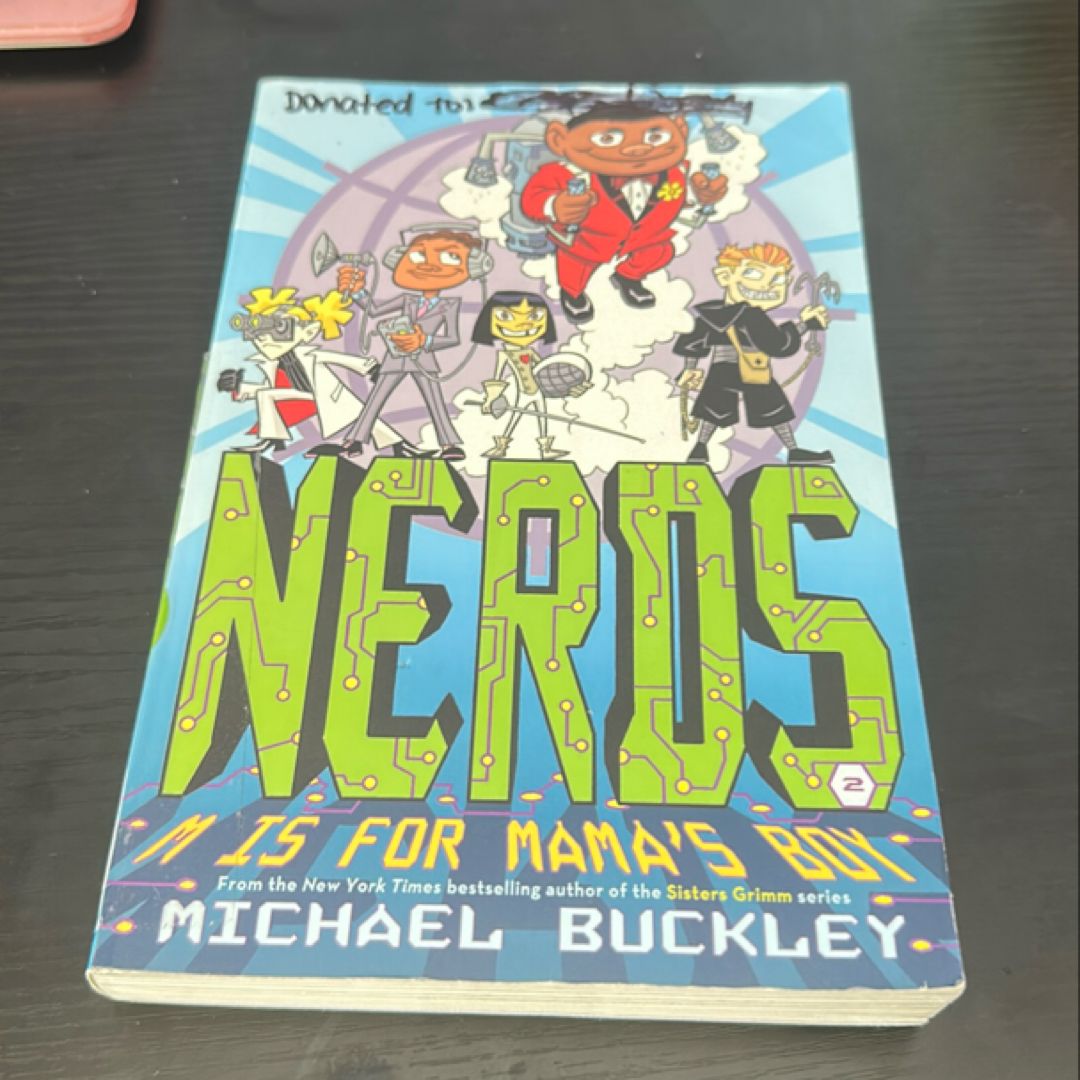 Donated to:
NERDS
2
M IS FOR MAMA'S BOY
From the New York Times bestselling author of the Sisters Grimm series
MICHAEL BUCKLEY